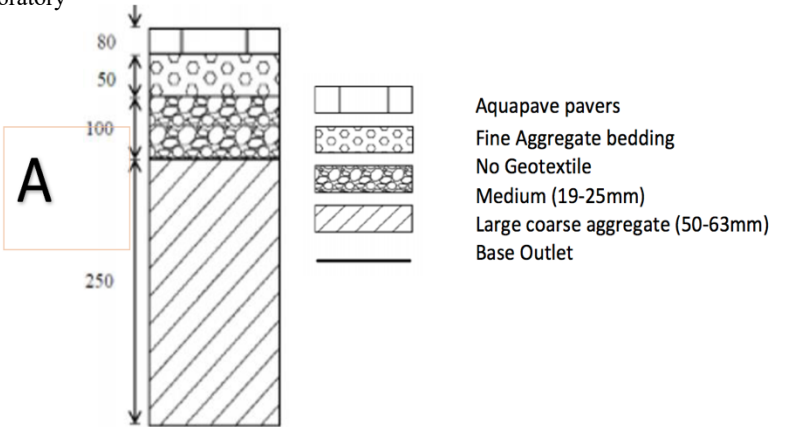 80
50
100
A
250
Aquapave pavers
Fine Aggregate bedding
No Geotextile
Medium (19-25mm)
Large coarse aggregate (50-63mm)
Base Outlet